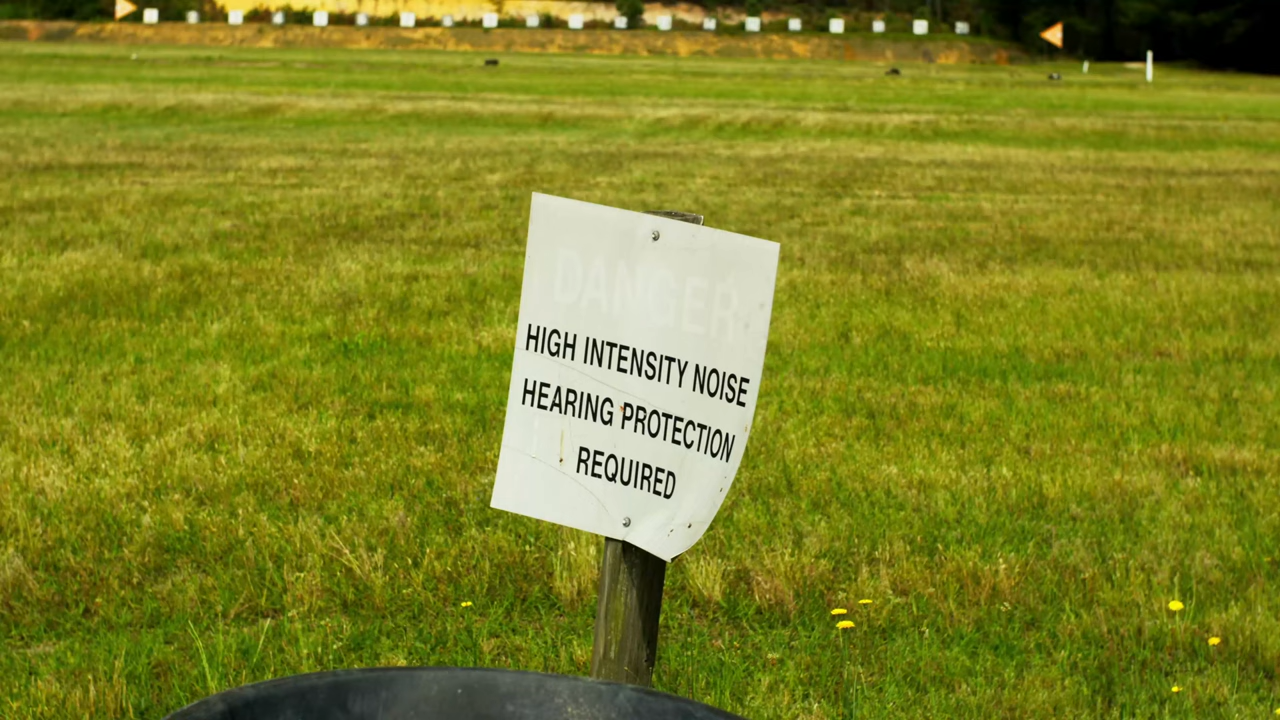 DANGER
HIGH INTENSITY NOISE
HEARING PROTECTION
REQUIRED